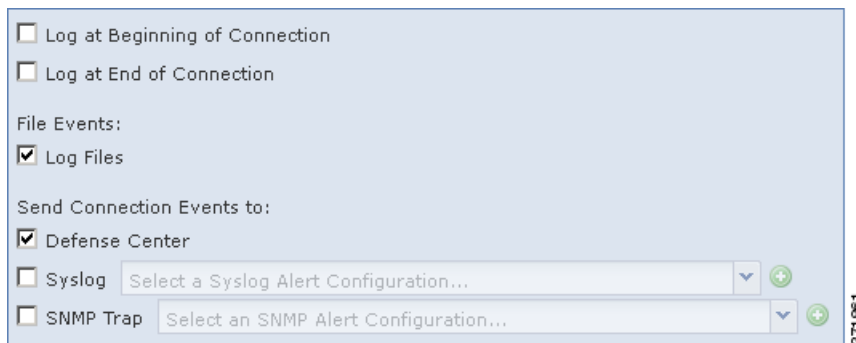 Log at Beginning of Connection
Log at End of Connection
File Events:
Log Files
Send Connection Events to:
Defense Center
Syslog Select a Syslog Alert Configuration...
SNMP Trap Select an SNMP Alert Configuration...